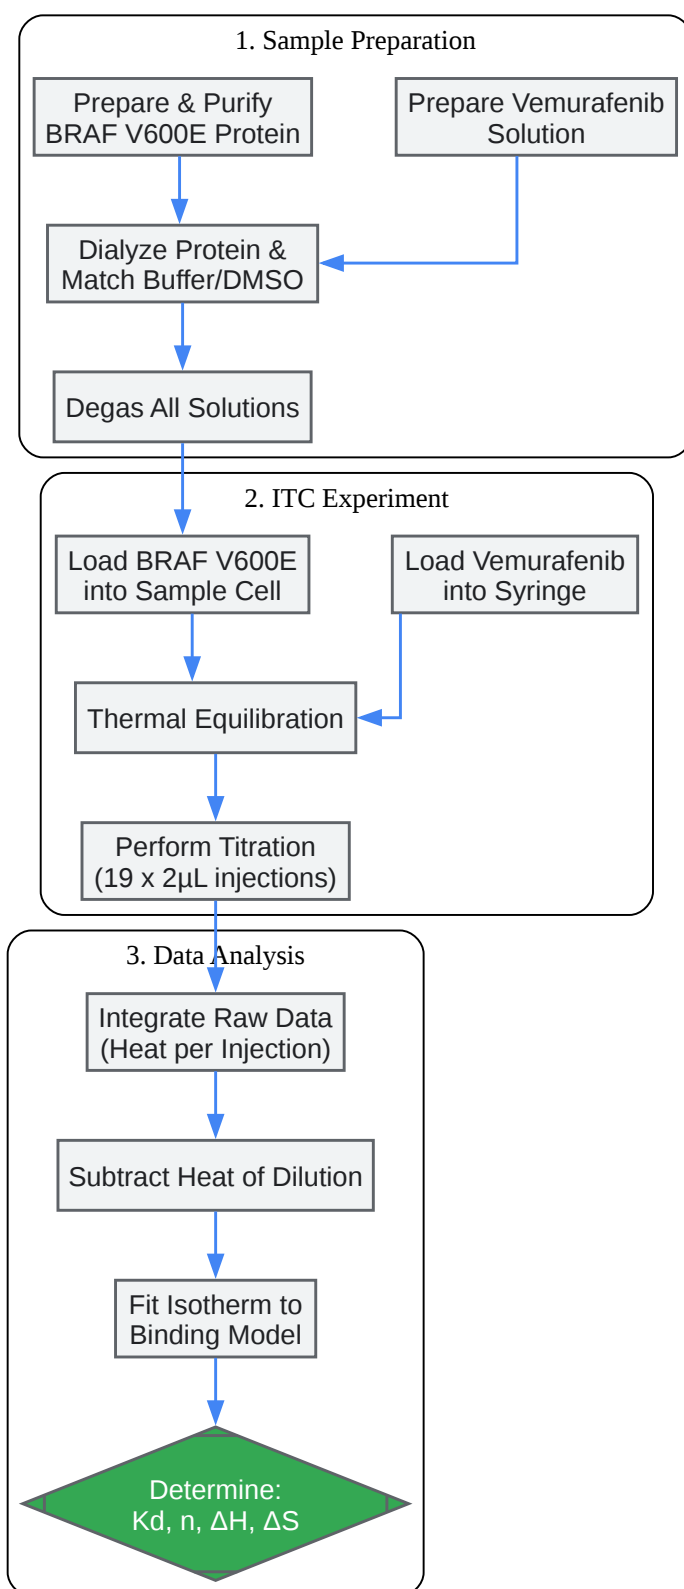 1. Sample Preparation
Prepare & Purify
BRAF V600E Protein
Prepare Vemurafenib
Solution
Dialyze Protein &
Match Buffer/DMSO
Degas All Solutions
2. ITC Experiment
Load BRAF V600E
into Sample Cell
Load Vemurafenib
into Syringe
Thermal Equilibration
Perform Titration
(19 x 2µL injections)
3. Data Analysis
Integrate Raw Data
(Heat per Injection)
Subtract Heat of Dilution
Fit Isotherm to
Binding Model
Determine:
Kd, n, ΔH, ΔS